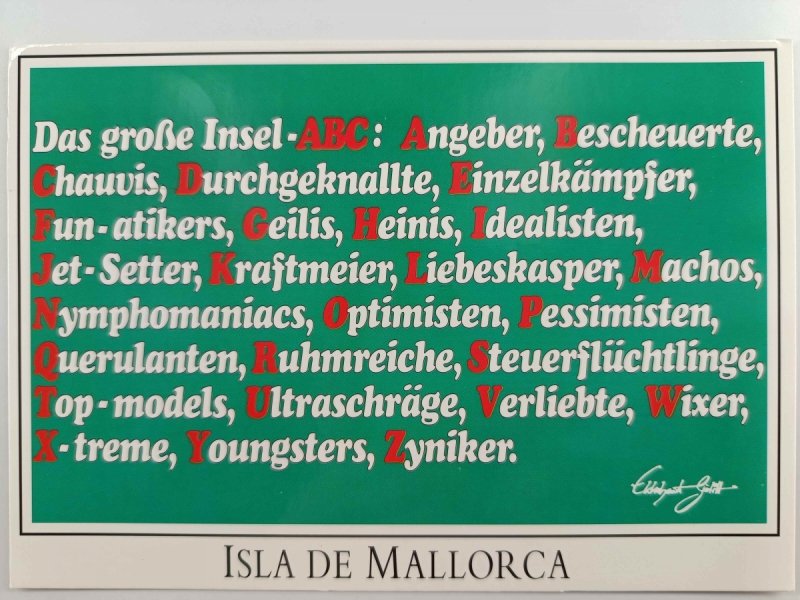 Das große Insel-ABC: Angeber, Bescheuerte,
Chauvis, Durchgeknallte, Einzelkämpfer,
Fun-atikers, Geilis, Heinis, Idealisten,
Jet-Setter, Kraftmeier, Liebeskasper, Machos,
Nymphomaniacs, Optimisten, Pessimisten,
Querulanten, Ruhmreiche, Steuerflüchtlinge,
Top-models, Ultraschräge, Verliebte, Wixer,
X-treme, Youngsters, Zyniker.
ISLA DE MALLORCA